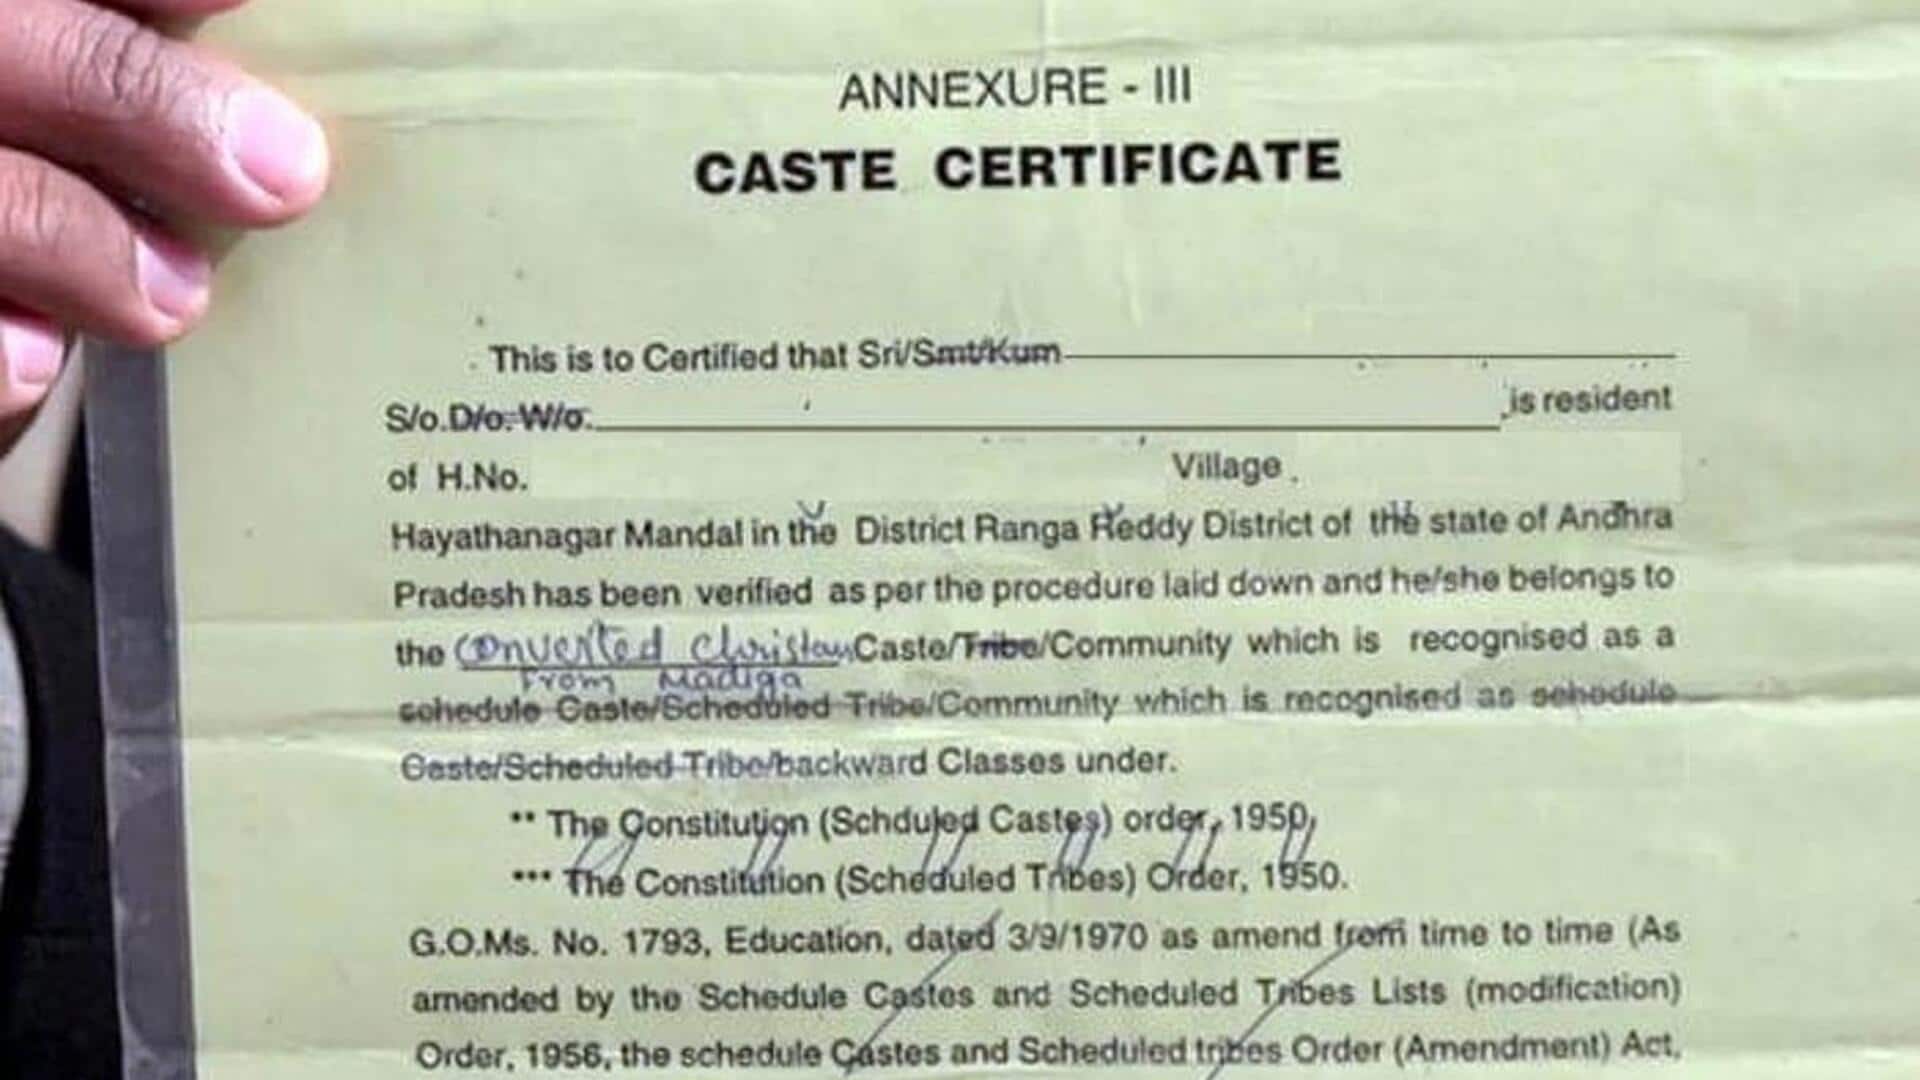 ANNEXURE - III
CASTE CERTIFICATE
This is to Certified that Sri/Smt/Kum
S/o.D/o.W/o. is resident
of H.No. Village .
Hayathanagar Mandal in the District Ranga Reddy District of the state of Andhra
Pradesh has been verified as per the procedure laid down and he/she belongs to
the Converted Christian Caste/Tribe/Community which is recognised as a
From Madiga
schedule Caste/Scheduled Tribe/Community which is recognised as schedule
Caste/Scheduled Tribe/backward Classes under.
** The Constitution (Schduled Castes) order, 1950,
*** The Constitution (Scheduled Tribes) Order, 1950.
G.O.Ms. No. 1793, Education, dated 3/9/1970 as amend from time to time (As
amended by the Schedule Castes and Scheduled Tribes Lists (modification)
Order, 1956, the schedule Castes and Scheduled tribes Order (Amendment) Act,